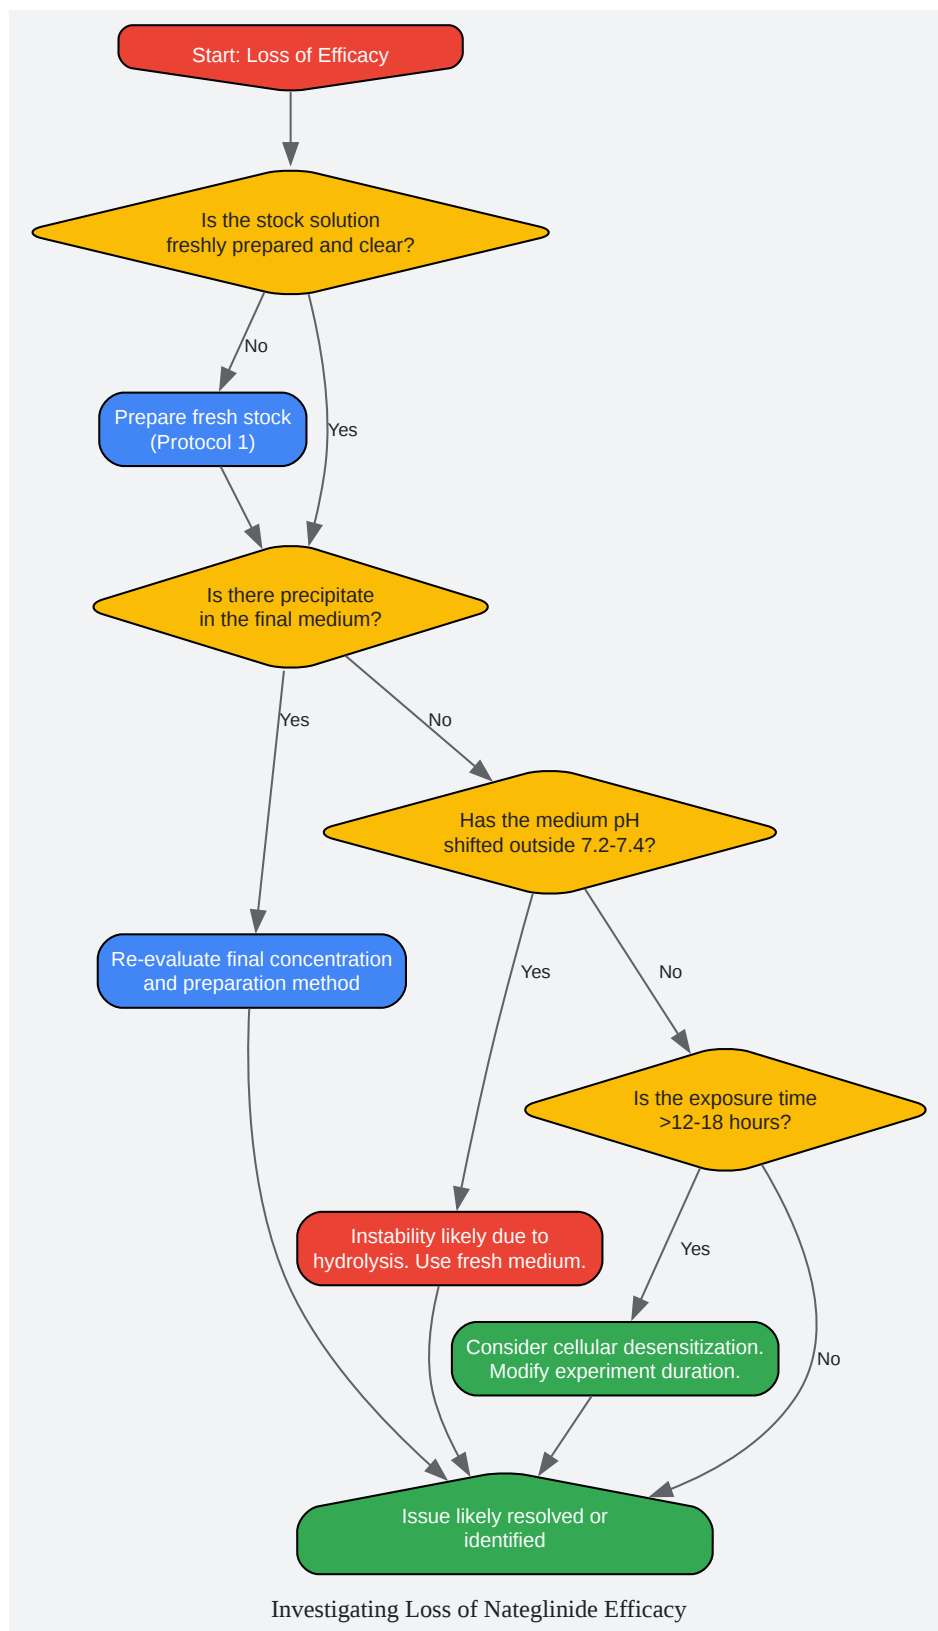 Start: Loss of Efficacy
Is the stock solution
freshly prepared and clear?
No
Prepare fresh stock
(Protocol 1)
Yes
Is there precipitate
in the final medium?
Yes
No
Has the medium pH
shifted outside 7.2-7.4?
Re-evaluate final concentration
and preparation method
Yes
No
Is the exposure time
>12-18 hours?
Instability likely due to
hydrolysis. Use fresh medium.
Yes
Consider cellular desensitization.
Modify experiment duration.
No
Issue likely resolved or
identified
Investigating Loss of Nateglinide Efficacy